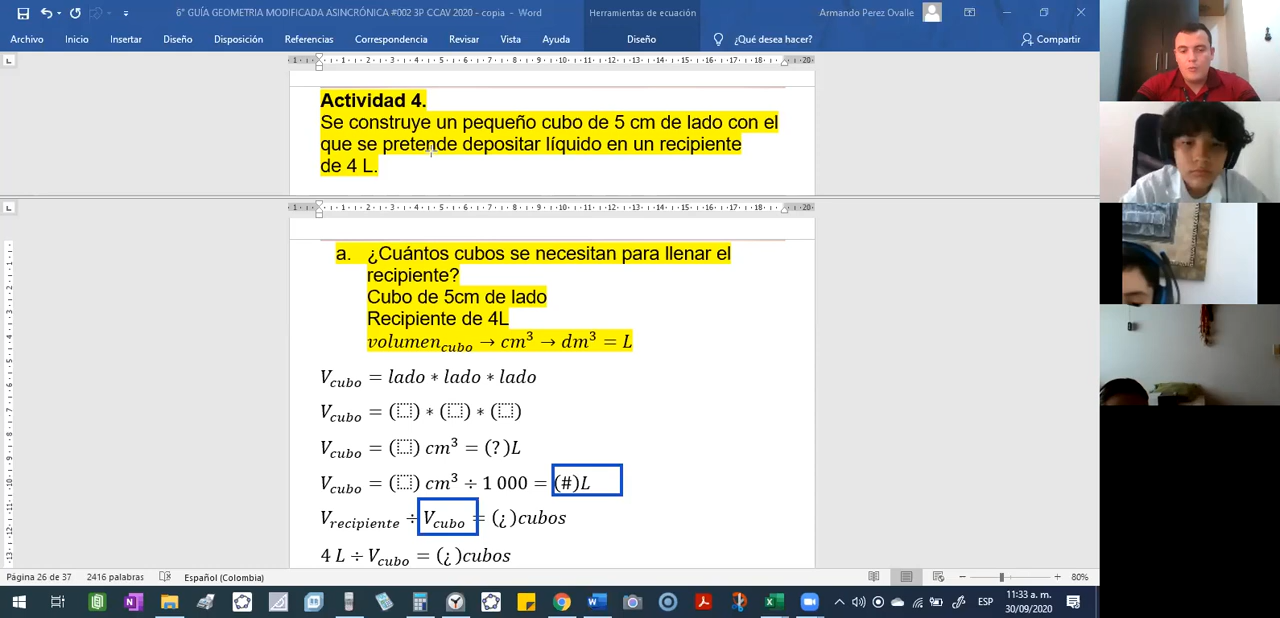 6° GUÍA GEOMETRIA MODIFICADA ASINCRÓNICA #002 3P CCAV 2020 - copia - Word
Herramientas de ecuación
Armando Perez Ovalle
Archivo Inicio Insertar Diseño Disposición Referencias Correspondencia Revisar Vista Ayuda Diseño ¿Qué desea hacer? Compartir
Actividad 4.
Se construye un pequeño cubo de 5 cm de lado con el
que se pretende depositar líquido en un recipiente
de 4 L.
a. ¿Cuántos cubos se necesitan para llenar el
recipiente?
Cubo de 5cm de lado
Recipiente de 4L
volumen_cubo → cm³ → dm³ = L
V_cubo = lado * lado * lado
V_cubo = (⬚) * (⬚) * (⬚)
V_cubo = (⬚) cm³ = (?)L
V_cubo = (⬚) cm³ ÷ 1 000 = (#)L
V_recipiente ÷ V_cubo = (¿)cubos
4 L ÷ V_cubo = (¿)cubos
Página 26 de 37 2416 palabras Español (Colombia) 80%
ESP
11:33 a. m.
30/09/2020